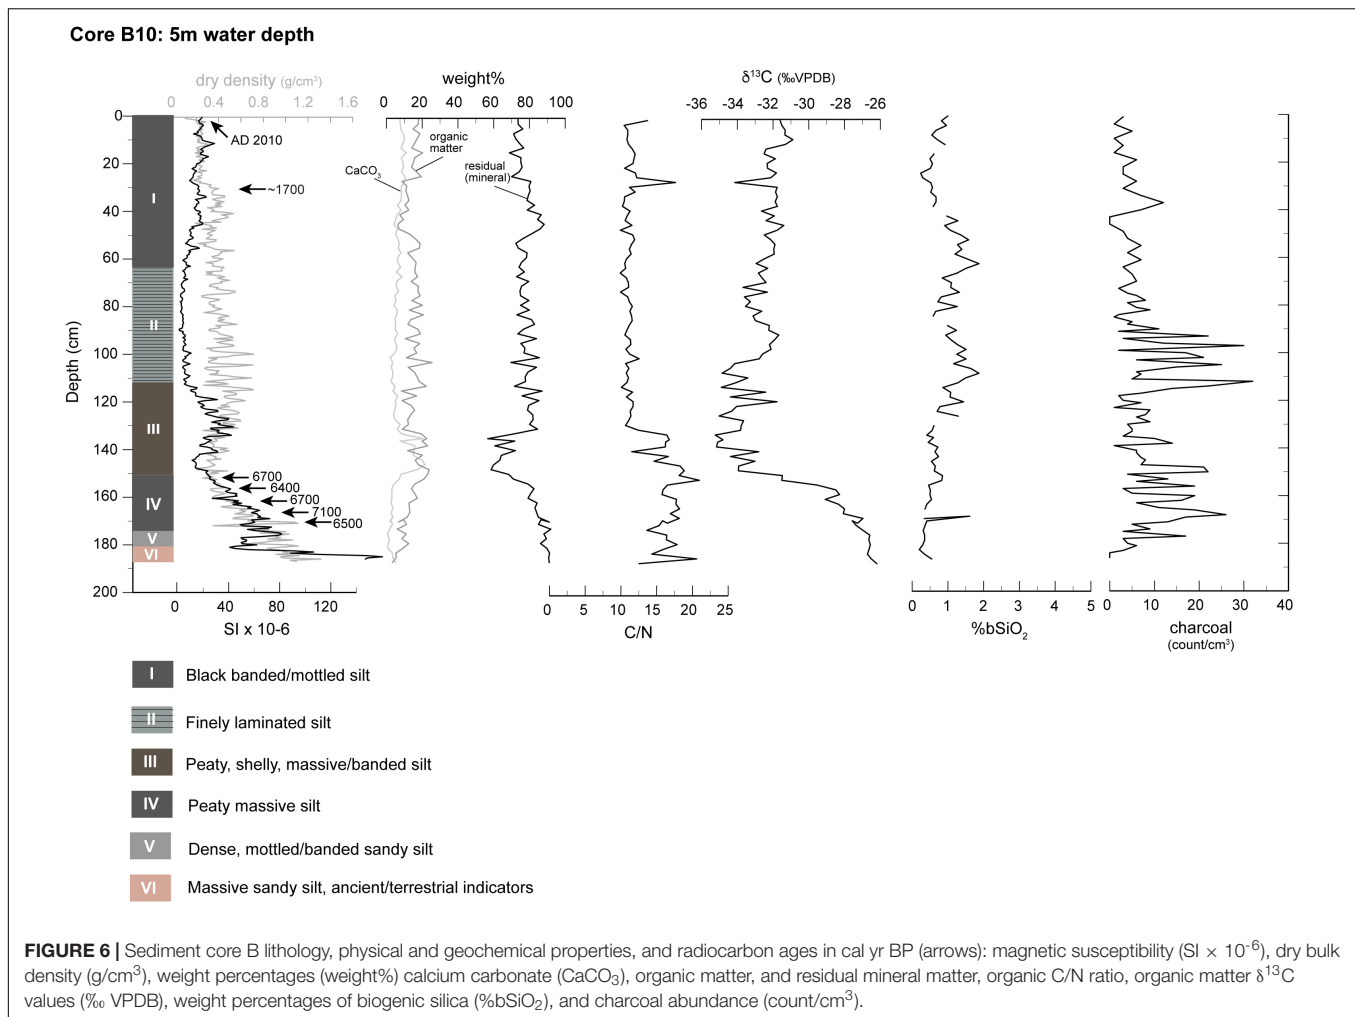 Core B10: 5m water depth
dry density (g/cm³)
weight%
δ¹³C (‰VPDB)
0 0.4 0.8 1.2 1.6
0 20 40 60 80 100
-36 -34 -32 -30 -28 -26
0
20
40
60
80
100
120
140
160
180
200
Depth (cm)
I
II
III
IV
V
VI
AD 2010
~1700
6700
6400
6700
7100
6500
CaCO₃
organic
matter
residual
(mineral)
0 40 80 120
SI x 10-6
0 5 10 15 20 25
C/N
0 1 2 3 4 5
%bSiO₂
0 10 20 30 40
charcoal
(count/cm³)
I Black banded/mottled silt
II Finely laminated silt
III Peaty, shelly, massive/banded silt
IV Peaty massive silt
V Dense, mottled/banded sandy silt
VI Massive sandy silt, ancient/terrestrial indicators
FIGURE 6 | Sediment core B lithology, physical and geochemical properties, and radiocarbon ages in cal yr BP (arrows): magnetic susceptibility (SI × 10⁻⁶), dry bulk
density (g/cm³), weight percentages (weight%) calcium carbonate (CaCO₃), organic matter, and residual mineral matter, organic C/N ratio, organic matter δ¹³C
values (‰ VPDB), weight percentages of biogenic silica (%bSiO₂), and charcoal abundance (count/cm³).